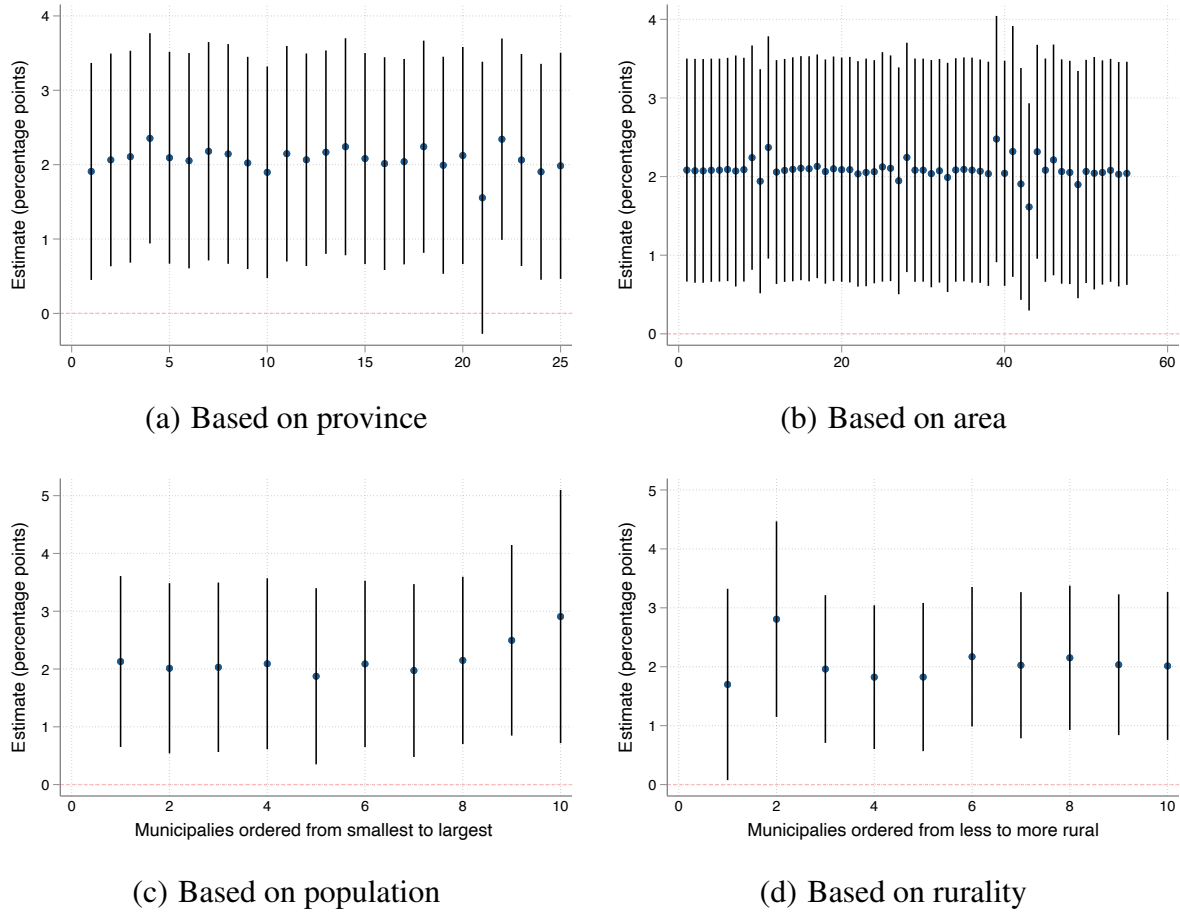 Estimate (percentage points)
4
3
2
1
0
0 5 10 15 20 25
(a) Based on province
Estimate (percentage points)
4
3
2
1
0
0 20 40 60
(b) Based on area
Estimate (percentage points)
5
4
3
2
1
0
0 2 4 6 8 10
Municipalies ordered from smallest to largest
(c) Based on population
Estimate (percentage points)
5
4
3
2
1
0
0 2 4 6 8 10
Municipalies ordered from less to more rural
(d) Based on rurality